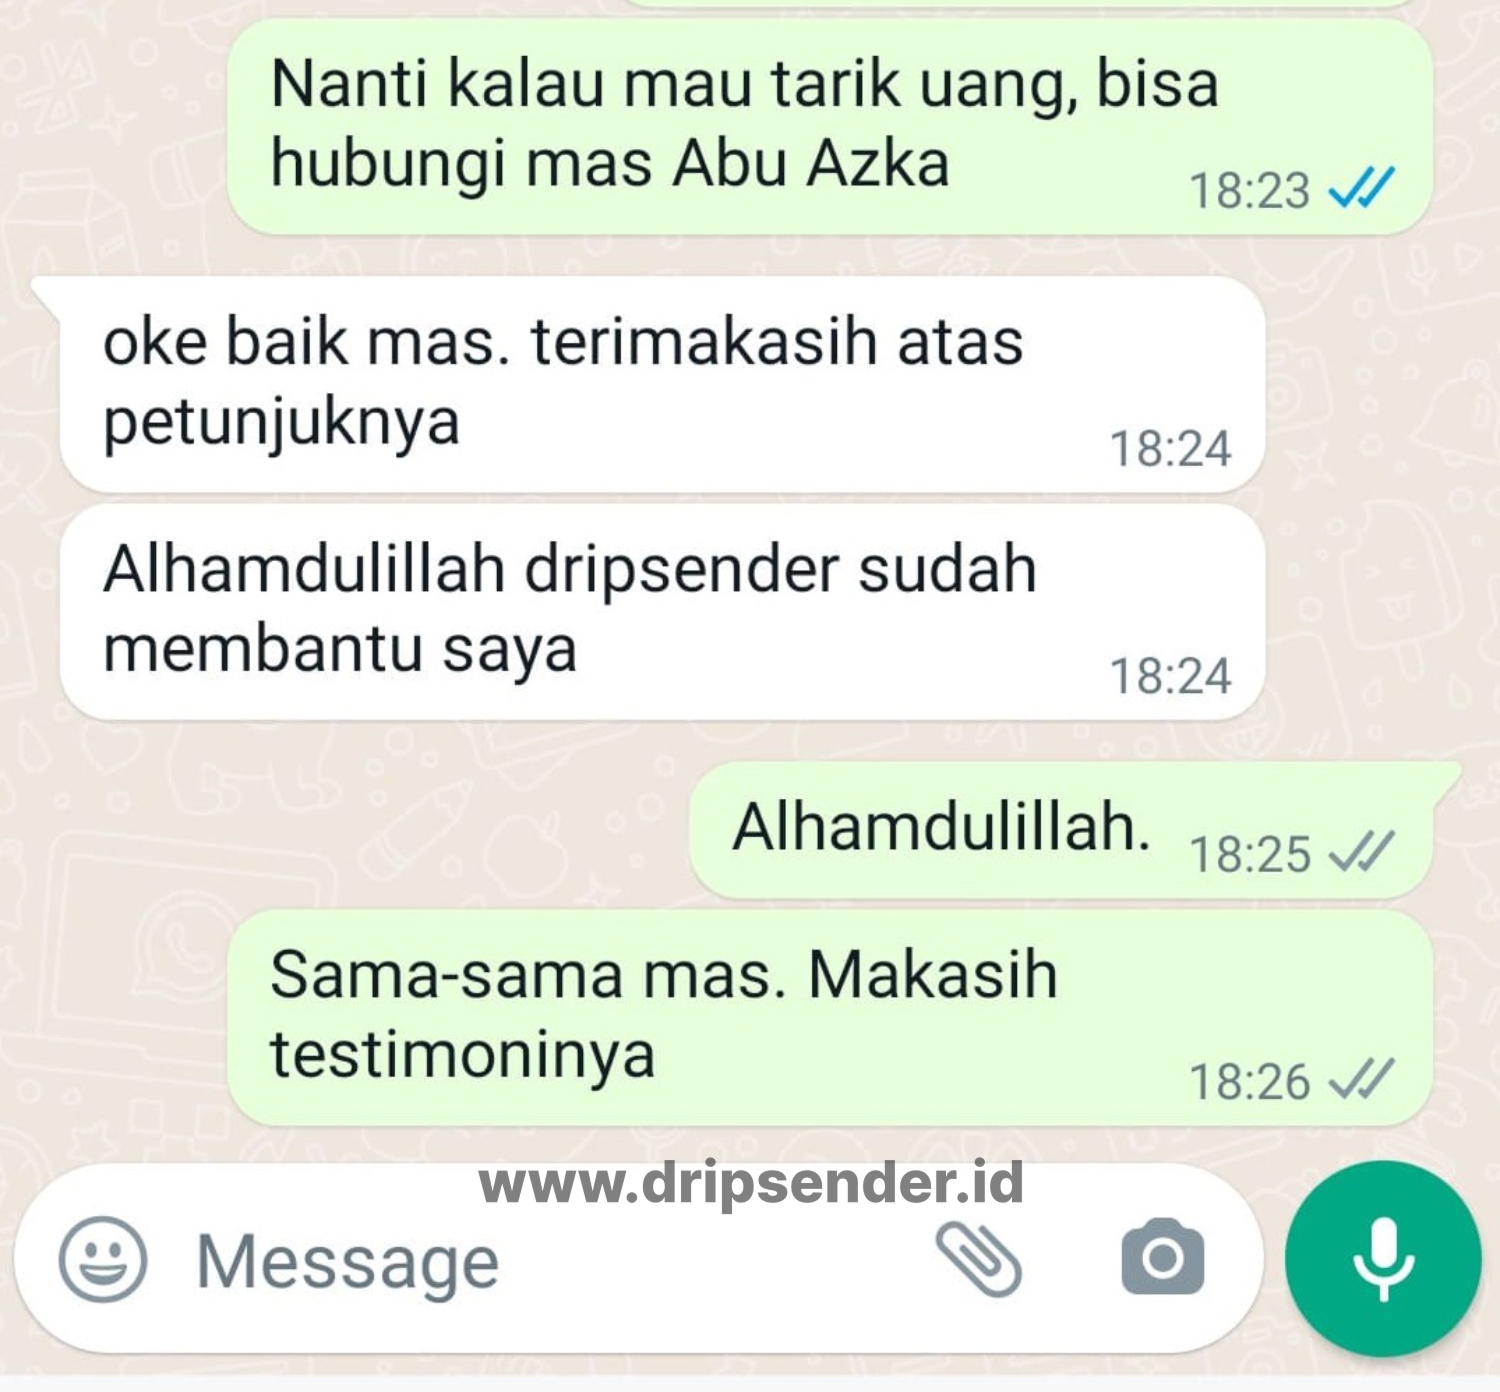 Nanti kalau mau tarik uang, bisa
hubungi mas Abu Azka
18:23
oke baik mas. terimakasih atas
petunjuknya
18:24
Alhamdulillah dripsender sudah
membantu saya
18:24
Alhamdulillah.
18:25
Sama-sama mas. Makasih
testimoninya
18:26
www.dripsender.id
Message